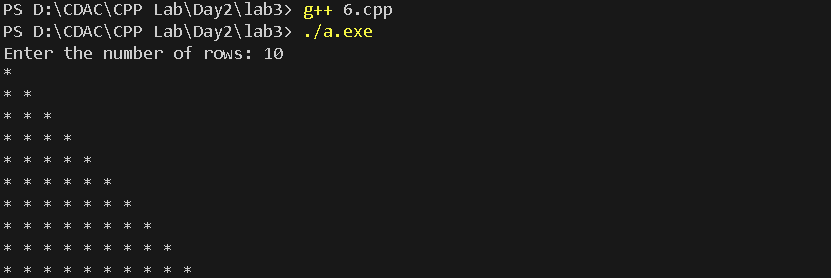 PS D:\CDAC\CPP Lab\Day2\lab3> g++ 6.cpp
PS D:\CDAC\CPP Lab\Day2\lab3> ./a.exe
Enter the number of rows: 10
*
* *
* * *
* * * *
* * * * *
* * * * * *
* * * * * * *
* * * * * * * *
* * * * * * * * *
* * * * * * * * * *